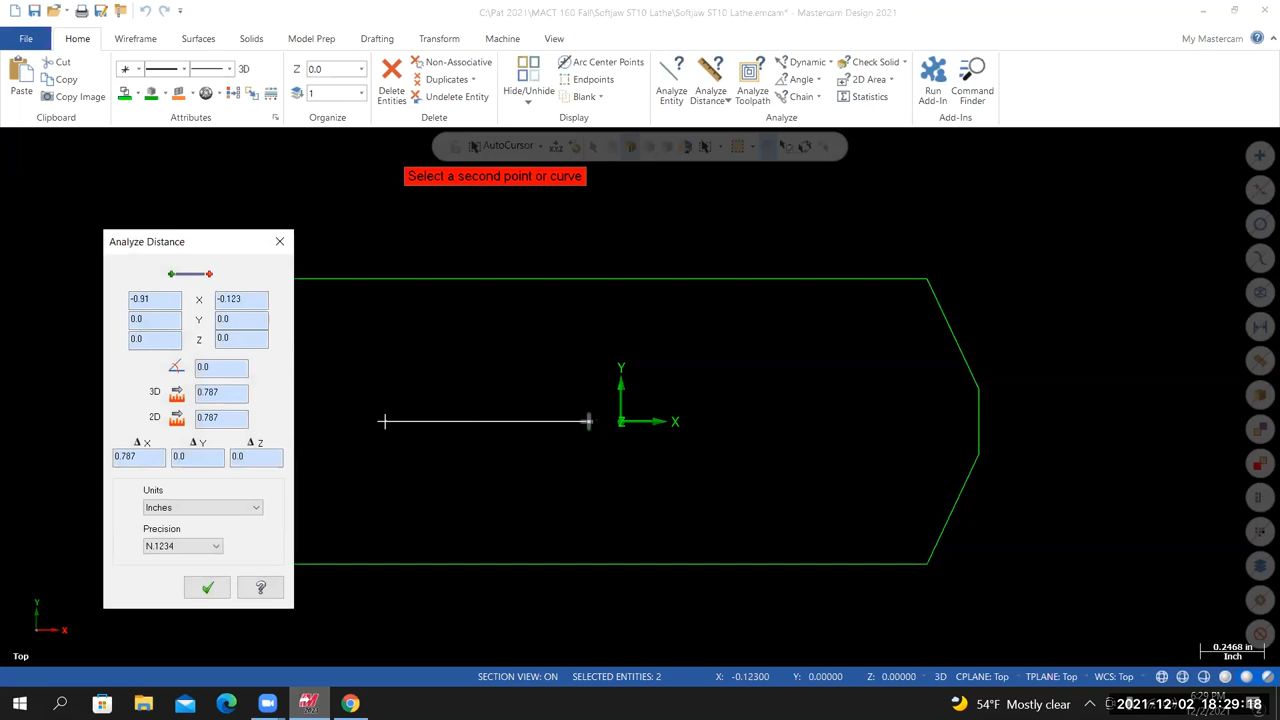 C:\Pat 2021\MACT 160 Fall\Softjaw ST10 Lathe\Softjaw ST10 Lathe.emcam* - Mastercam Design 2021
File Home Wireframe Surfaces Solids Model Prep Drafting Transform Machine View My Mastercam
Paste
Cut
Copy
Copy Image
Clipboard
3D
Attributes
Z 0.0
1
Organize
Delete Entities
Non-Associative
Duplicates
Undelete Entity
Delete
Hide/Unhide
Arc Center Points
Endpoints
Blank
Display
Analyze Entity
Analyze Distance
Analyze Toolpath
Dynamic
Angle
Chain
Check Solid
2D Area
Statistics
Analyze
Run Add-In
Command Finder
Add-Ins
AutoCursor
Select a second point or curve
Analyze Distance
-0.91 X -0.123
0.0 Y 0.0
0.0 Z 0.0
0.0
3D 0.787
2D 0.787
Δ X Δ Y Δ Z
0.787 0.0 0.0
Units
Inches
Precision
N.1234
Y
X
Z
Y
X
Top
0.2468 in
Inch
SECTION VIEW: ON SELECTED ENTITIES: 2 X: -0.12300 Y: 0.00000 Z: 0.00000 3D CPLANE: Top TPLANE: Top WCS: Top
54°F Mostly clear
6:29 PM
2021-12-02 18:29:18
12/2/2021